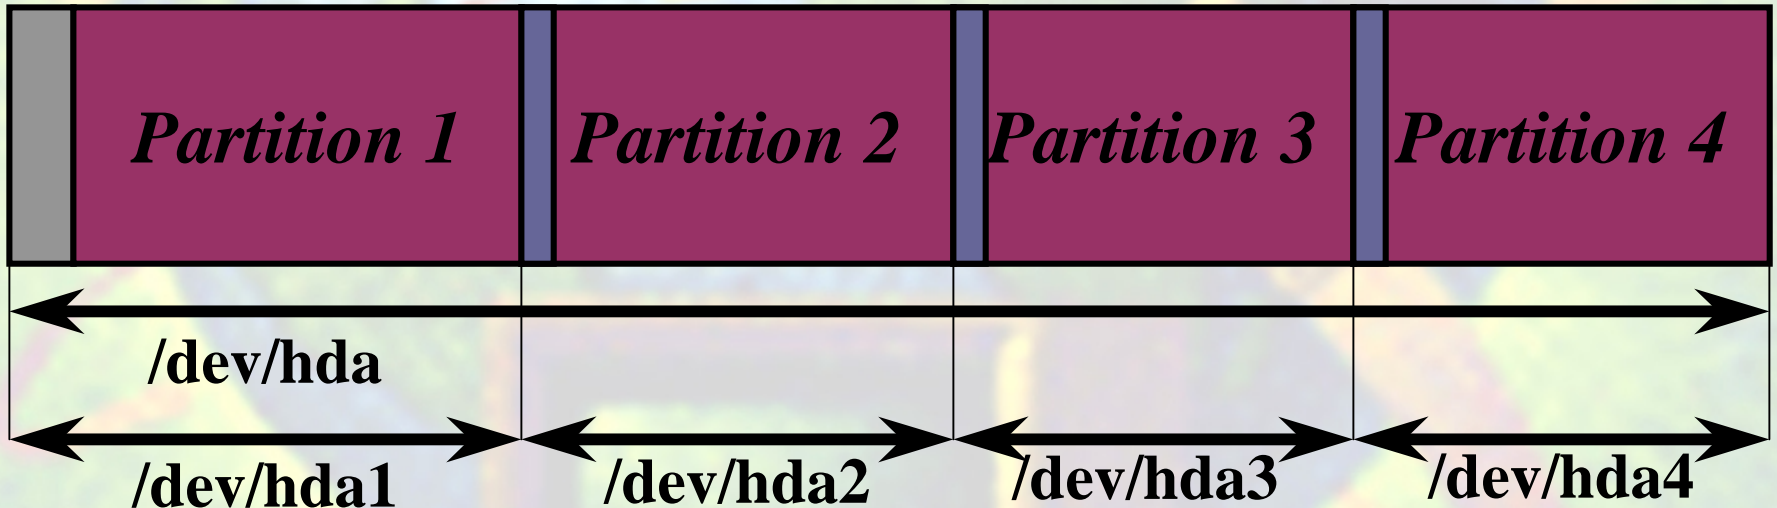 Partition 1 Partition 2 Partition 3 Partition 4
/dev/hda
/dev/hda1 /dev/hda2 /dev/hda3 /dev/hda4